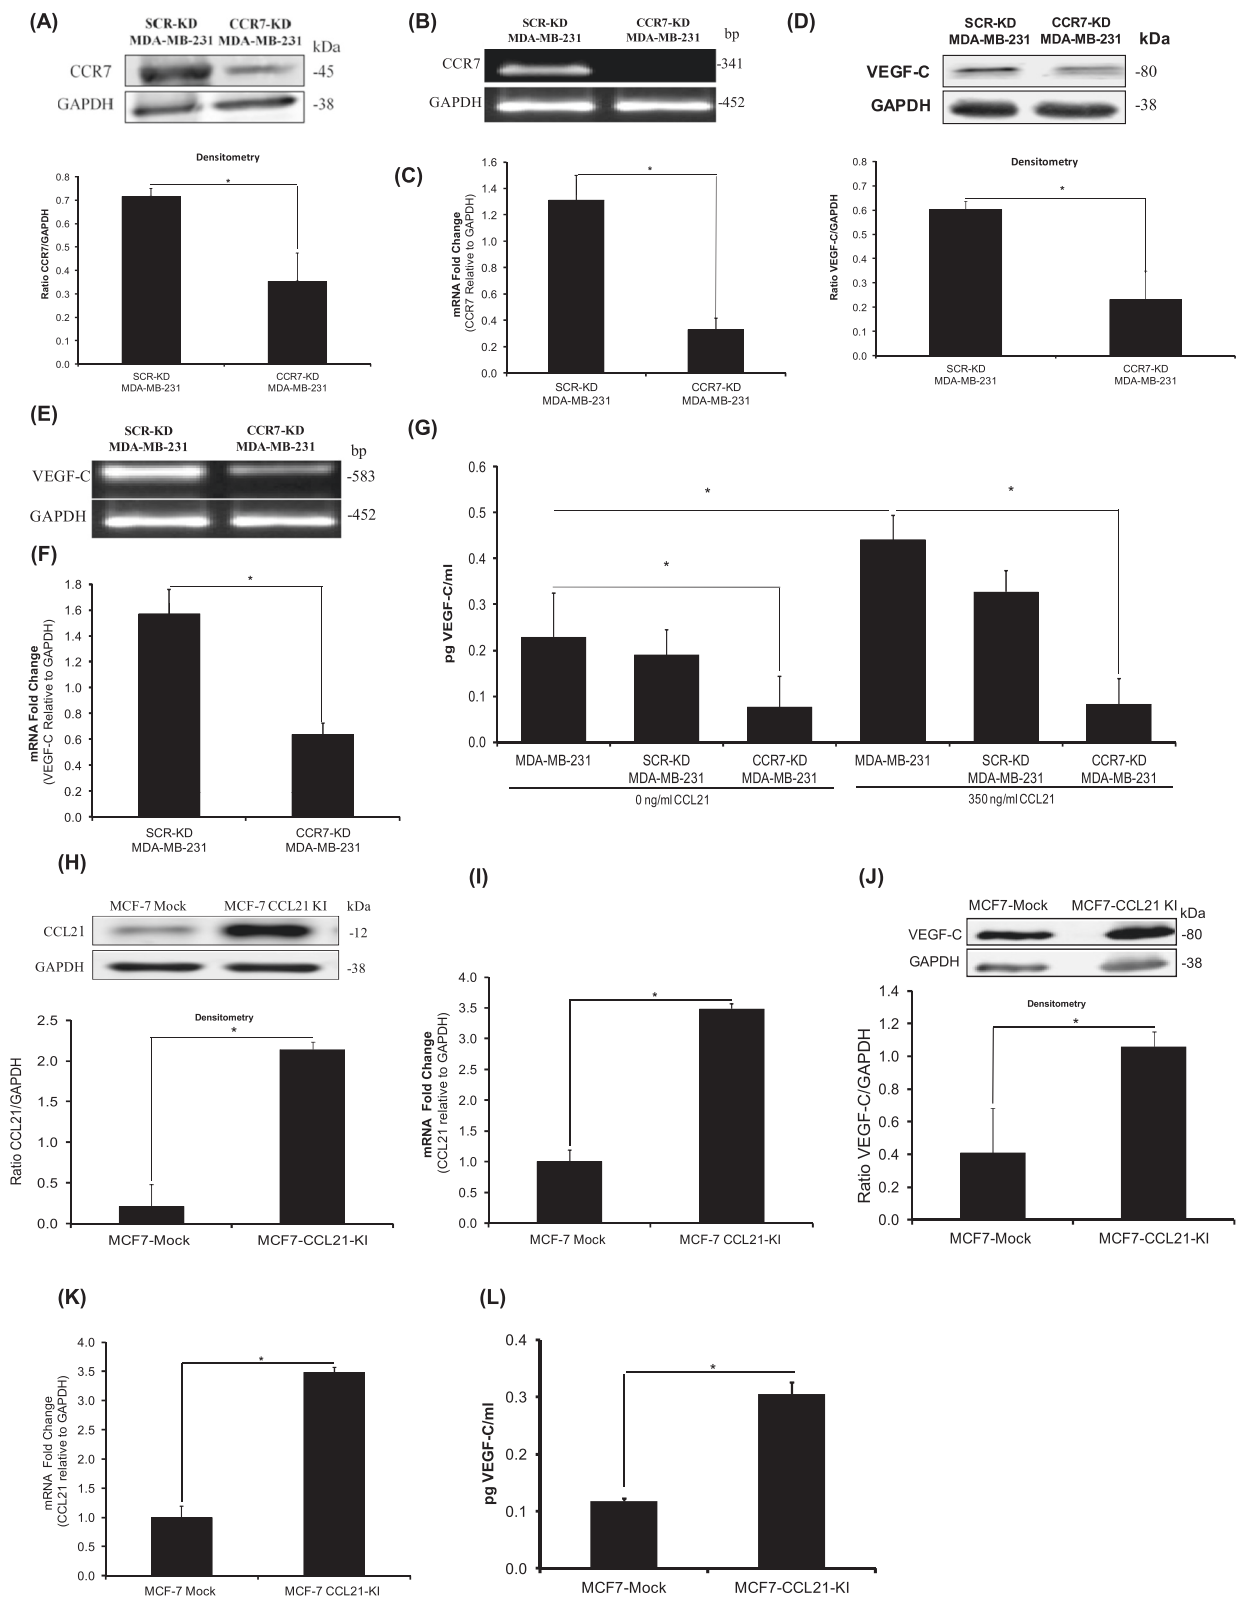 (A)
SCR-KD CCR7-KD
MDA-MB-231 MDA-MB-231
kDa
CCR7 -45
GAPDH -38
Densitometry
Ratio CCR7/GAPDH
*
0.8
0.7
0.6
0.5
0.4
0.3
0.2
0.1
0.0
SCR-KD CCR7-KD
MDA-MB-231 MDA-MB-231
(B)
SCR-KD CCR7-KD
MDA-MB-231 MDA-MB-231
bp
CCR7 -341
GAPDH -452
(C)
mRNA Fold Change
(CCR7 Relative to GAPDH)
*
1.6
1.4
1.2
1.0
0.8
0.6
0.4
0.2
0.0
SCR-KD CCR7-KD
MDA-MB-231 MDA-MB-231
(D)
SCR-KD CCR7-KD
MDA-MB-231 MDA-MB-231
kDa
VEGF-C -80
GAPDH -38
Densitometry
Ratio VEGF-C/GAPDH
*
0.8
0.7
0.6
0.5
0.4
0.3
0.2
0.1
0.0
SCR-KD CCR7-KD
MDA-MB-231 MDA-MB-231
(E)
SCR-KD CCR7-KD
MDA-MB-231 MDA-MB-231
bp
VEGF-C -583
GAPDH -452
(F)
mRNA Fold Change
(VEGF-C Relative to GAPDH)
*
1.8
1.6
1.4
1.2
1.0
0.8
0.6
0.4
0.2
0.0
SCR-KD CCR7-KD
MDA-MB-231 MDA-MB-231
(G)
pg VEGF-C/ml
* * *
0.6
0.5
0.4
0.3
0.2
0.1
0.0
MDA-MB-231 SCR-KD CCR7-KD MDA-MB-231 SCR-KD CCR7-KD
MDA-MB-231 MDA-MB-231 MDA-MB-231 MDA-MB-231
0 ng/ml CCL21 350 ng/ml CCL21
(H)
MCF-7 Mock MCF-7 CCL21 KI kDa
CCL21 -12
GAPDH -38
Densitometry
Ratio CCL21/GAPDH
*
2.5
2.0
1.5
1.0
0.5
0.0
MCF7-Mock MCF7-CCL21-KI
(I)
mRNA Fold Change
(CCL21 relative to GAPDH)
*
4.0
3.5
3.0
2.5
2.0
1.5
1.0
0.5
0.0
MCF-7 Mock MCF-7 CCL21-KI
(J)
MCF7-Mock MCF7-CCL21 KI
kDa
VEGF-C -80
GAPDH -38
Densitometry
Ratio VEGF-C/GAPDH
*
1.4
1.2
1.0
0.8
0.6
0.4
0.2
0.0
MCF7-Mock MCF7-CCL21-KI
(K)
mRNA Fold Change
(CCL21 relative to GAPDH)
*
4.0
3.5
3.0
2.5
2.0
1.5
1.0
0.5
0.0
MCF-7 Mock MCF-7 CCL21-KI
(L)
pg VEGF-C/ml
*
0.4
0.3
0.2
0.1
0.0
MCF7-Mock MCF7-CCL21-KI